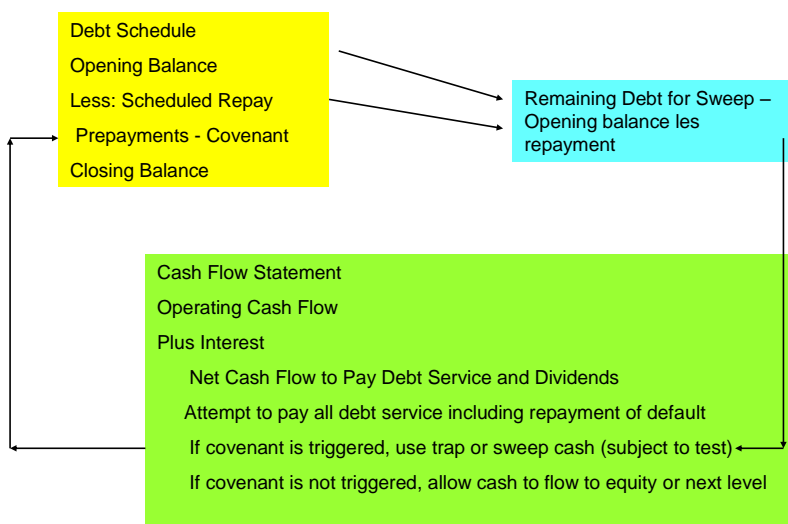 Debt Schedule
Opening Balance
Less: Scheduled Repay
Prepayments - Covenant
Closing Balance
Remaining Debt for Sweep –
Opening balance les
repayment
Cash Flow Statement
Operating Cash Flow
Plus Interest
Net Cash Flow to Pay Debt Service and Dividends
Attempt to pay all debt service including repayment of default
If covenant is triggered, use trap or sweep cash (subject to test)
If covenant is not triggered, allow cash to flow to equity or next level